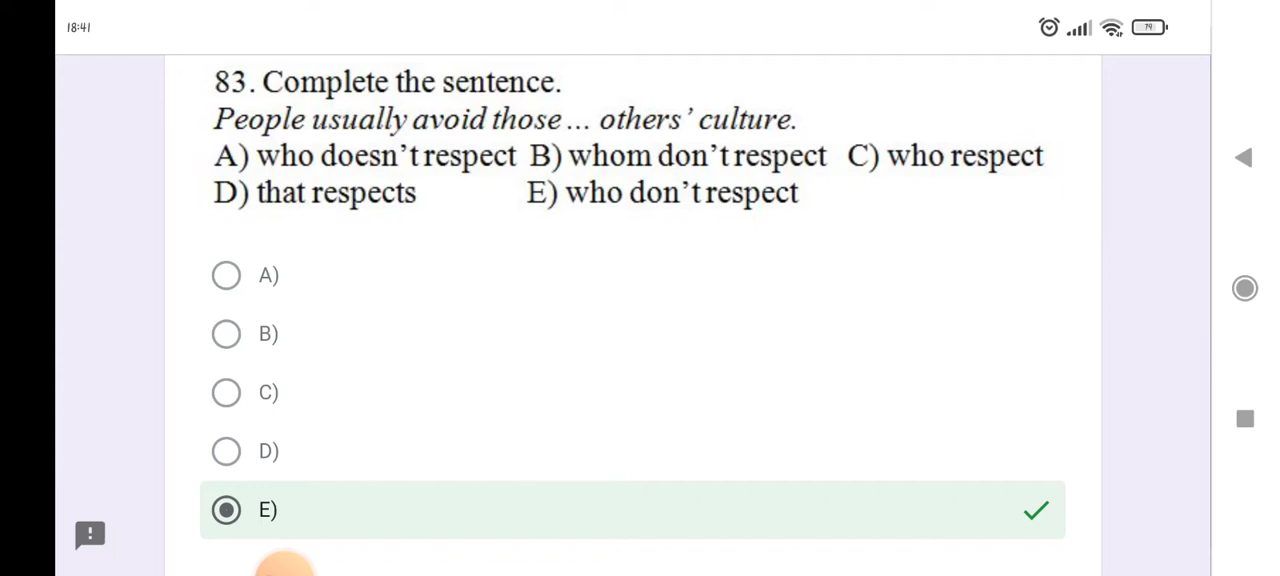 18:41
79
83. Complete the sentence.
People usually avoid those ... others' culture.
A) who doesn't respect B) whom don't respect C) who respect
D) that respects E) who don't respect
A)
B)
C)
D)
E)